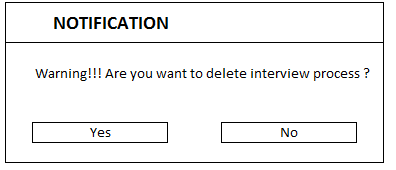 NOTIFICATION
Warning!!! Are you want to delete interview process ?
Yes No